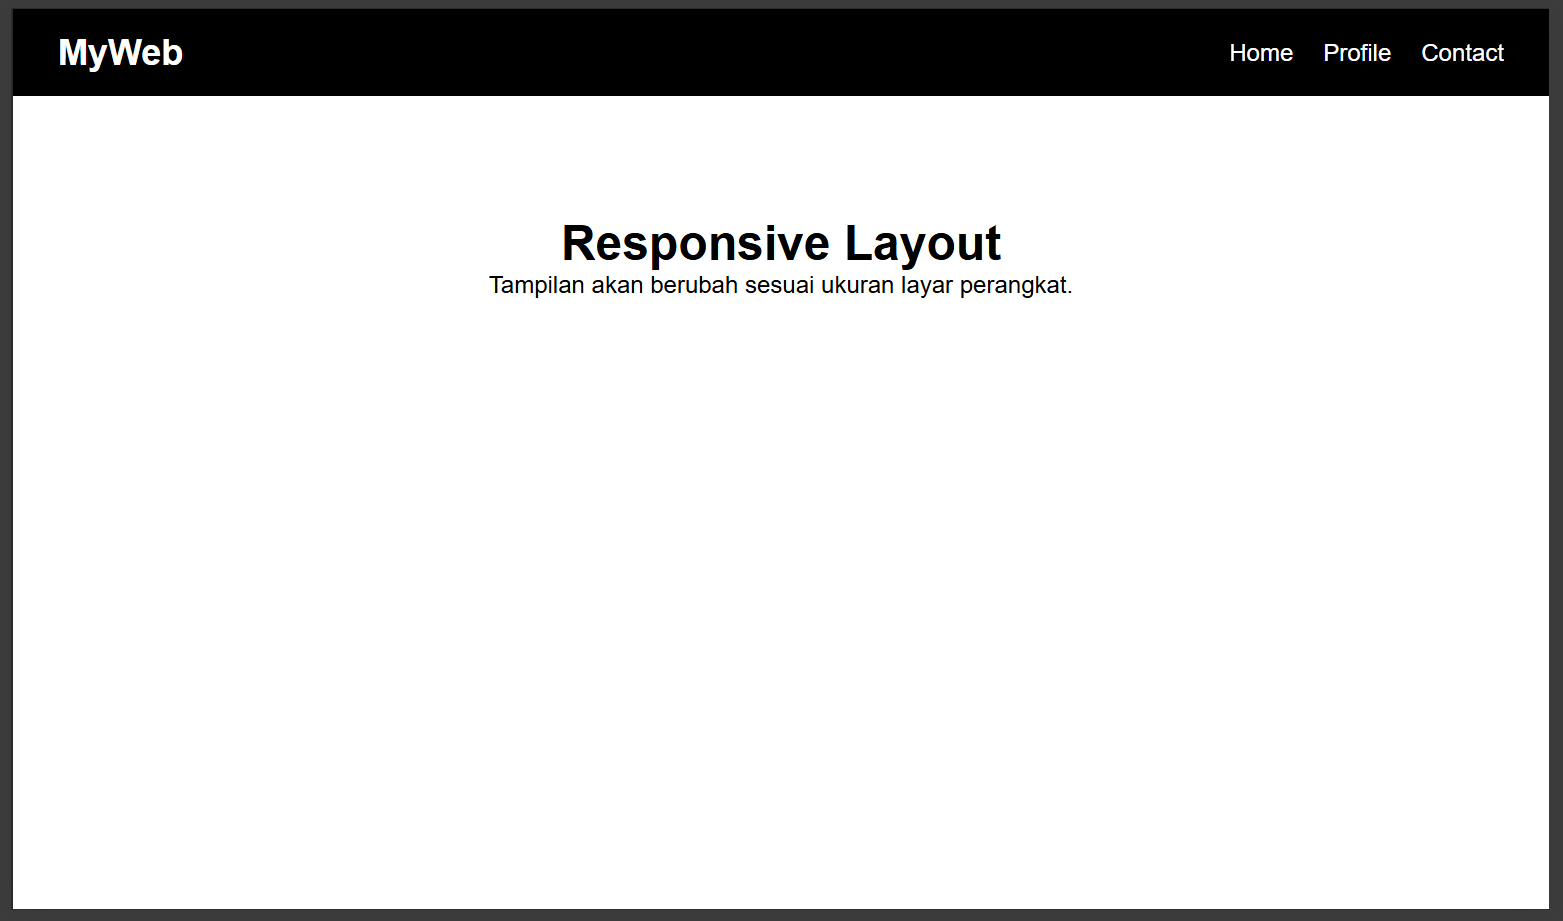 MyWeb Home Profile Contact
Responsive Layout
Tampilan akan berubah sesuai ukuran layar perangkat.